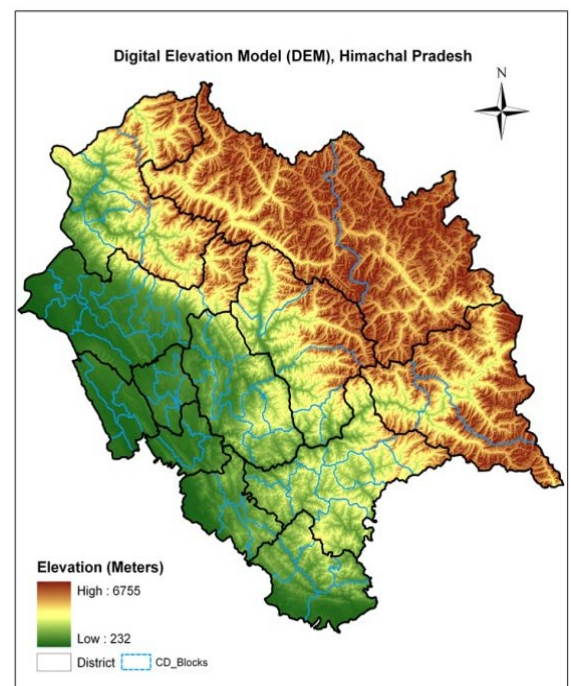 Digital Elevation Model (DEM), Himachal Pradesh
N
Elevation (Meters)
High : 6755
Low : 232
District
CD_Blocks